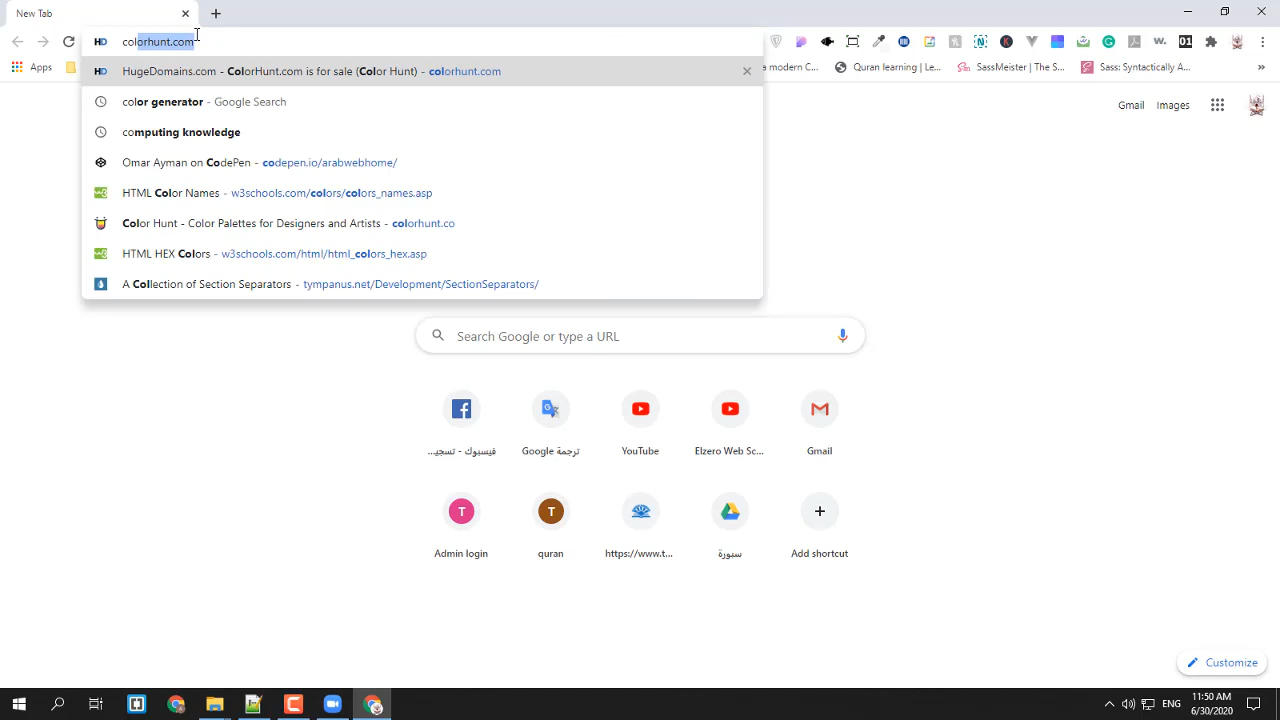 New Tab
colorhunt.com
HugeDomains.com - ColorHunt.com is for sale (ColorHunt) - colorhunt.com
color generator - Google Search
computing knowledge
Omar Ayman on CodePen - codepen.io/arabwebhome/
HTML Color Names - w3schools.com/colors/colors_names.asp
Color Hunt - Color Palettes for Designers and Artists - colorhunt.co
HTML HEX Colors - w3schools.com/html/html_colors_hex.asp
A Collection of Section Separators - tympanus.net/Development/SectionSeparators/
Apps
a modern C...
Quran learning | Le...
SassMeister | The S...
Sass: Syntactically A...
Gmail Images
Search Google or type a URL
فيسبوك - تسجيـ...
ترجمة Google
YouTube
Elzero Web Sc...
Gmail
Admin login
quran
https://www.t...
سبورة
Add shortcut
Customize
ENG
11:50 AM
6/30/2020